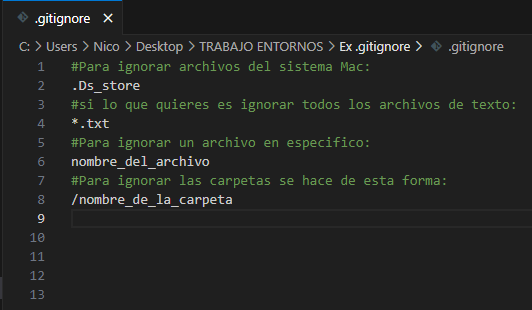 .gitignore ×
C: > Users > Nico > Desktop > TRABAJO ENTORNOS > Ex .gitignore > .gitignore
1 #Para ignorar archivos del sistema Mac:
2 .Ds_store
3 #si lo que quieres es ignorar todos los archivos de texto:
4 *.txt
5 #Para ignorar un archivo en especifico:
6 nombre_del_archivo
7 #Para ignorar las carpetas se hace de esta forma:
8 /nombre_de_la_carpeta
9
10
11
12
13